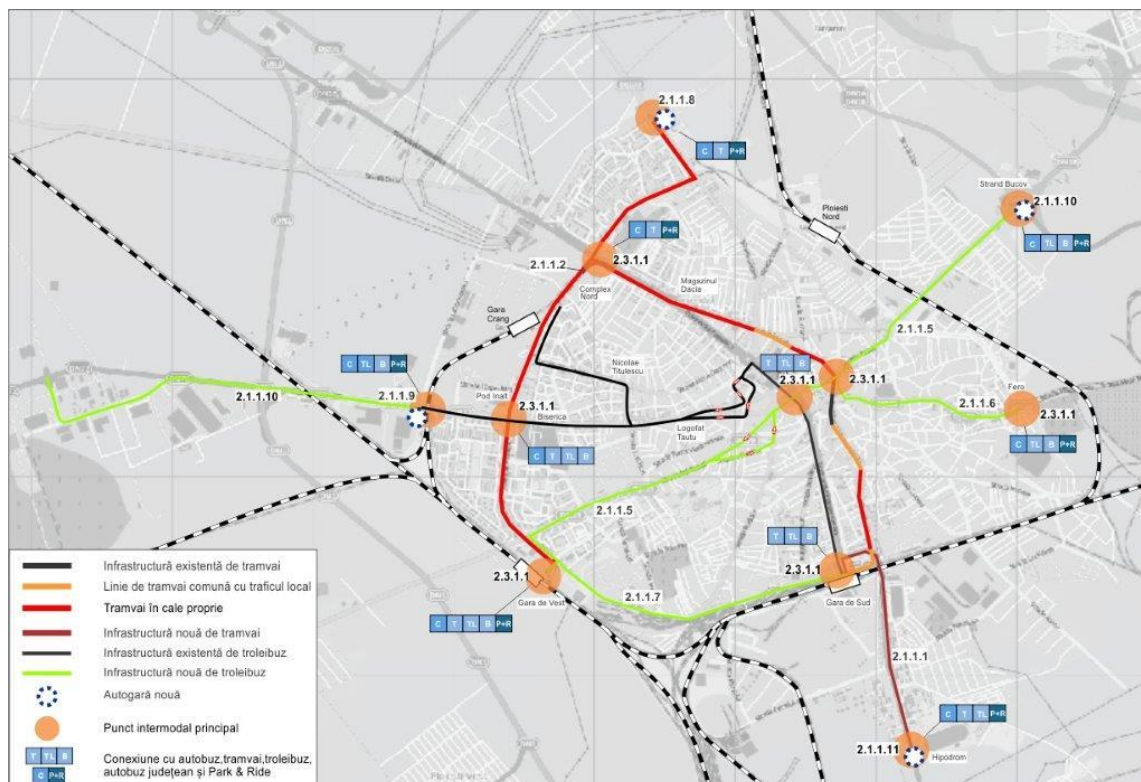 2.1.1.8
C T P+R
Strand Bucov
2.1.1.10
C TL B P+R
Ploiesti
Nord
C T P+R
2.3.1.1
2.1.1.2
Complex
Nord
Magazinul
Dacia
Gara
Crang
2.1.1.5
Nicolae
Titulescu
C TL B P+R
T TL B
2.3.1.1
2.3.1.1
2.1.1.10
2.1.1.9
Pod Inalt
2.3.1.1
Biserica
Logofat
Tautu
2.1.1.6
Fero
2.3.1.1
C TL B P+R
C T TL B
2.1.1.5
T TL B
2.3.1.1
Gara de Vest
2.3.1.1
Gara de Sud
2.1.1.7
C T TL B P+R
2.1.1.1
C T TL P+R
2.1.1.11
Hipodrom
Infrastructură existentă de tramvai
Linie de tramvai comună cu traficul local
Tramvai în cale proprie
Infrastructură nouă de tramvai
Infrastructură existentă de troleibuz
Infrastructură nouă de troleibuz
Autogară nouă
Punct intermodal principal
T TL B
C P+R
Conexiune cu autobuz,tramvai,troleibuz,
autobuz județean și Park & Ride